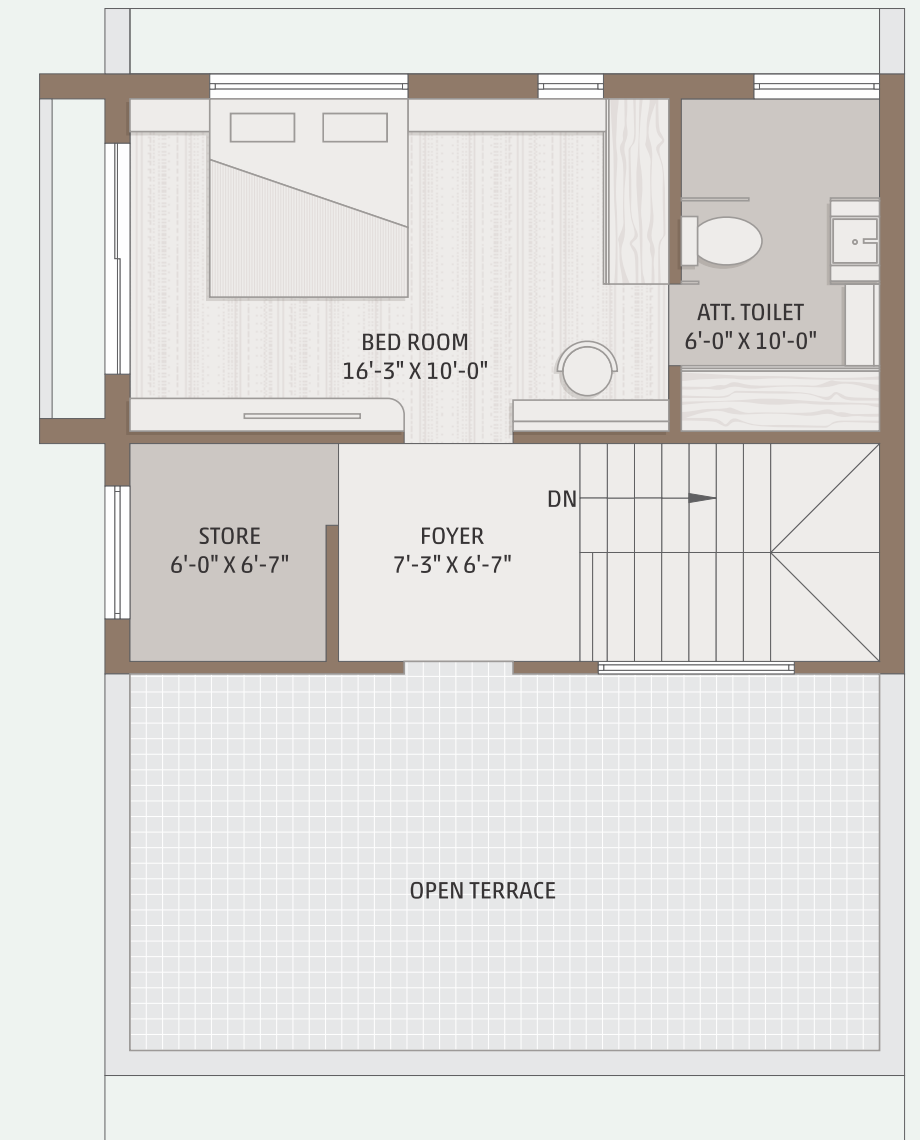 ATT. TOILET
6'-0" X 10'-0"
BED ROOM
16'-3" X 10'-0"
DN
STORE
6'-0" X 6'-7"
FOYER
7'-3" X 6'-7"
OPEN TERRACE